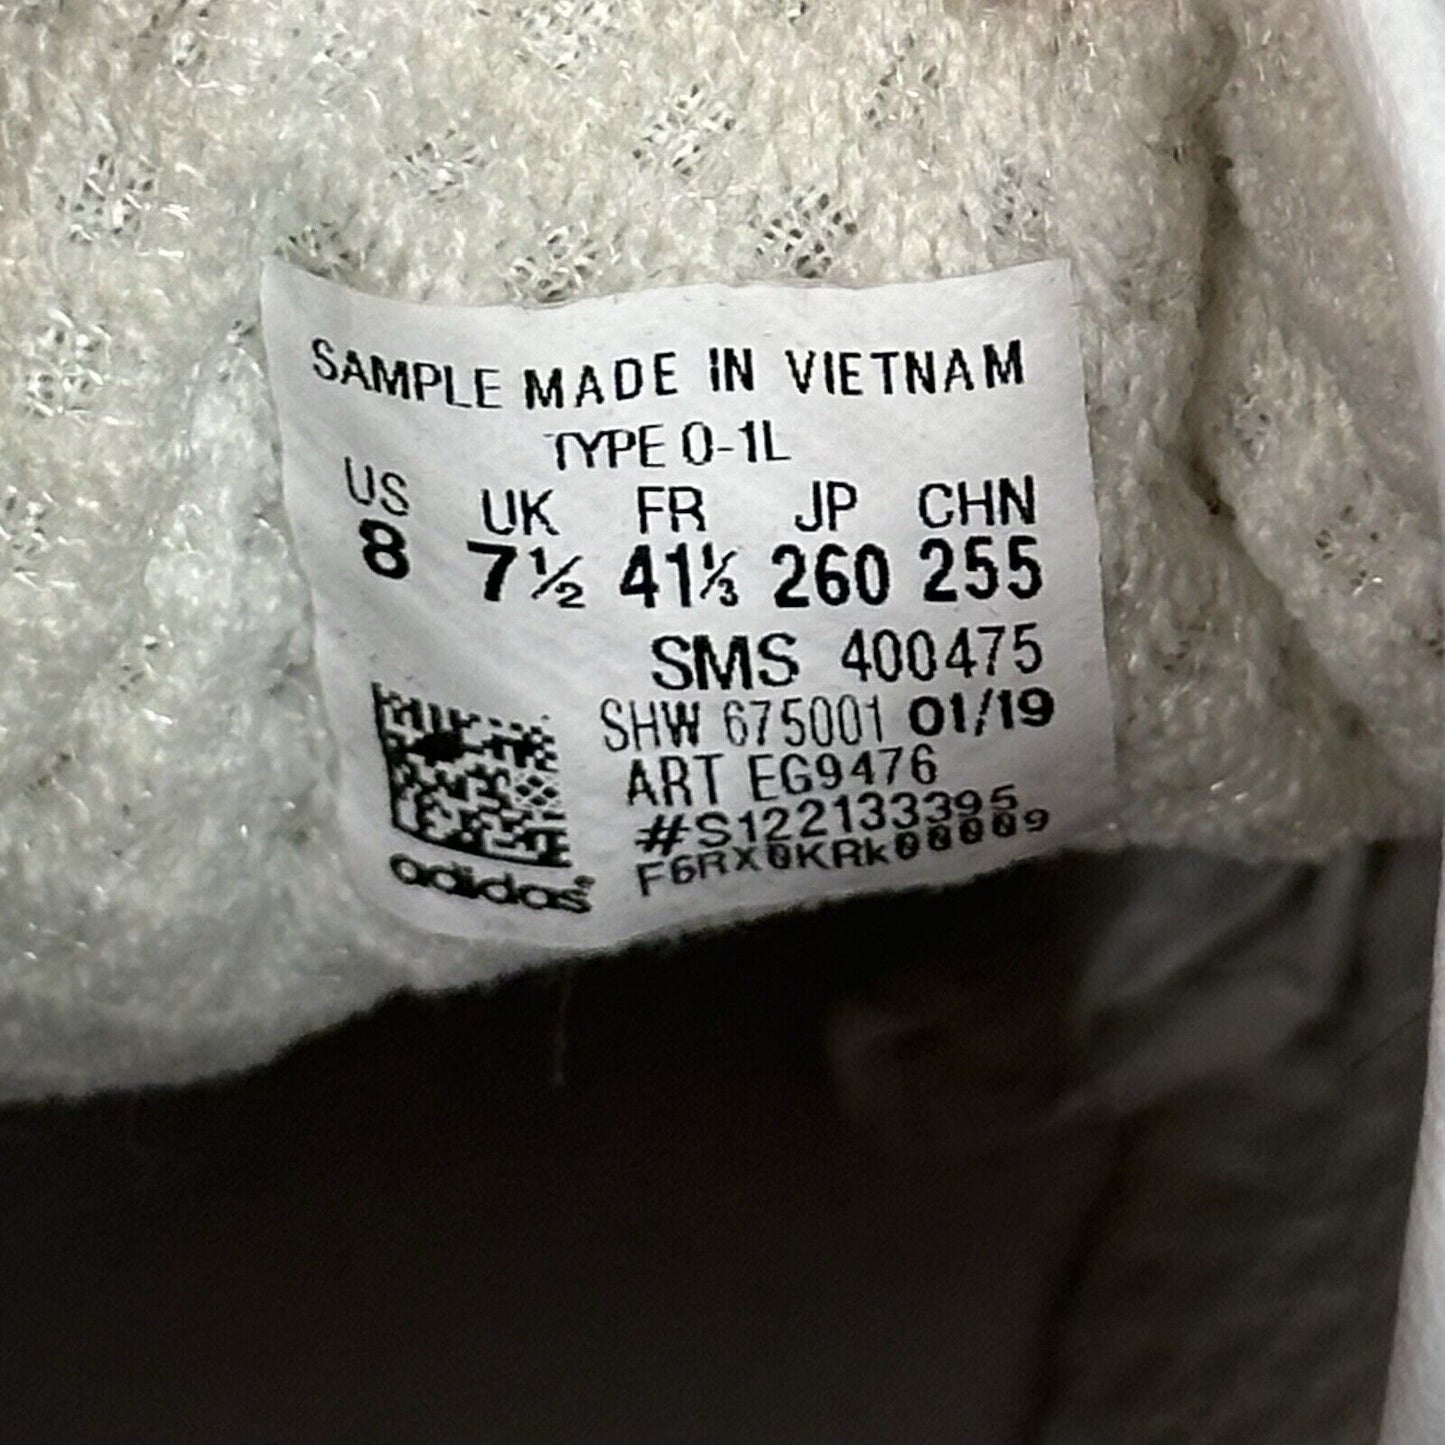 SAMPLE MADE IN VIETNAM
TYPE 0-1L
US UK FR JP CHN
8 7½ 41⅓ 260 255
SMS 400475
SHW 675001 01/19
ART EG9476
#S122133395
F6RX0KRk00009
adidas®